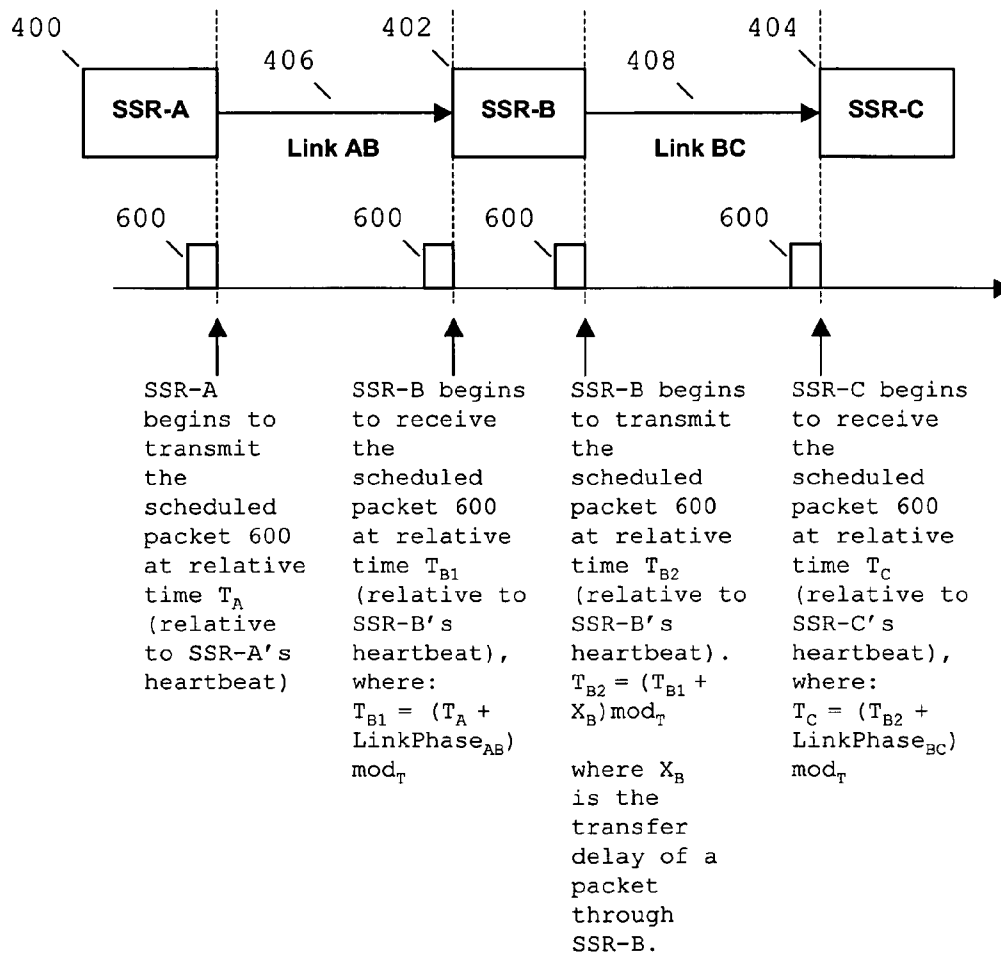 400
402
404
406
408
SSR-A
SSR-B
SSR-C
Link AB
Link BC
600
600
600
600
SSR-A
begins to
transmit
the
scheduled
packet 600
at relative
time T_A
(relative
to SSR-A's
heartbeat)
SSR-B begins
to receive
the
scheduled
packet 600
at relative
time T_B1
(relative to
SSR-B's
heartbeat),
where:
T_B1 = (T_A +
LinkPhase_AB)
mod_T
SSR-B begins
to transmit
the
scheduled
packet 600
at relative
time T_B2
(relative to
SSR-B's
heartbeat).
T_B2 = (T_B1 +
X_B)mod_T
where X_B
is the
transfer
delay of a
packet
through
SSR-B.
SSR-C begins
to receive
the
scheduled
packet 600
at relative
time T_C
(relative to
SSR-C's
heartbeat),
where:
T_C = (T_B2 +
LinkPhase_BC)
mod_T